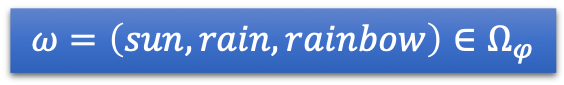 ω = (sun, rain, rainbow) ∈ Ω_φ